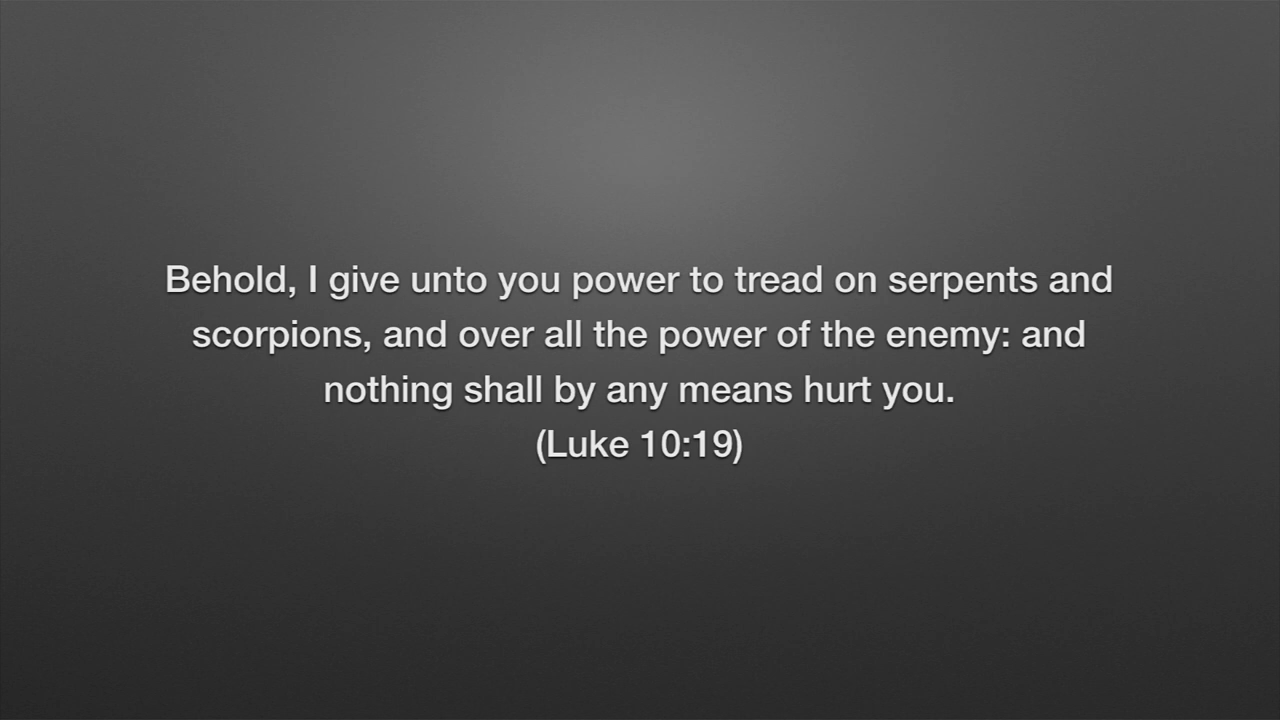 Behold, I give unto you power to tread on serpents and
scorpions, and over all the power of the enemy: and
nothing shall by any means hurt you.
(Luke 10:19)